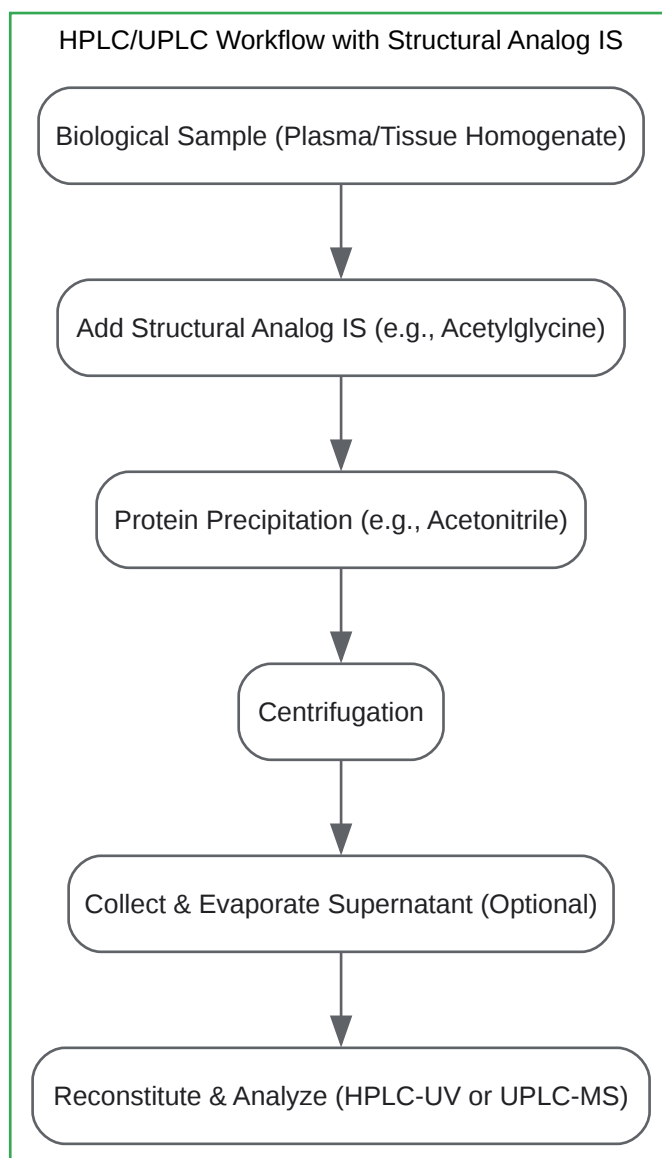 HPLC/UPLC Workflow with Structural Analog IS
Biological Sample (Plasma/Tissue Homogenate)
Add Structural Analog IS (e.g., Acetylglycine)
Protein Precipitation (e.g., Acetonitrile)
Centrifugation
Collect & Evaporate Supernatant (Optional)
Reconstitute & Analyze (HPLC-UV or UPLC-MS)